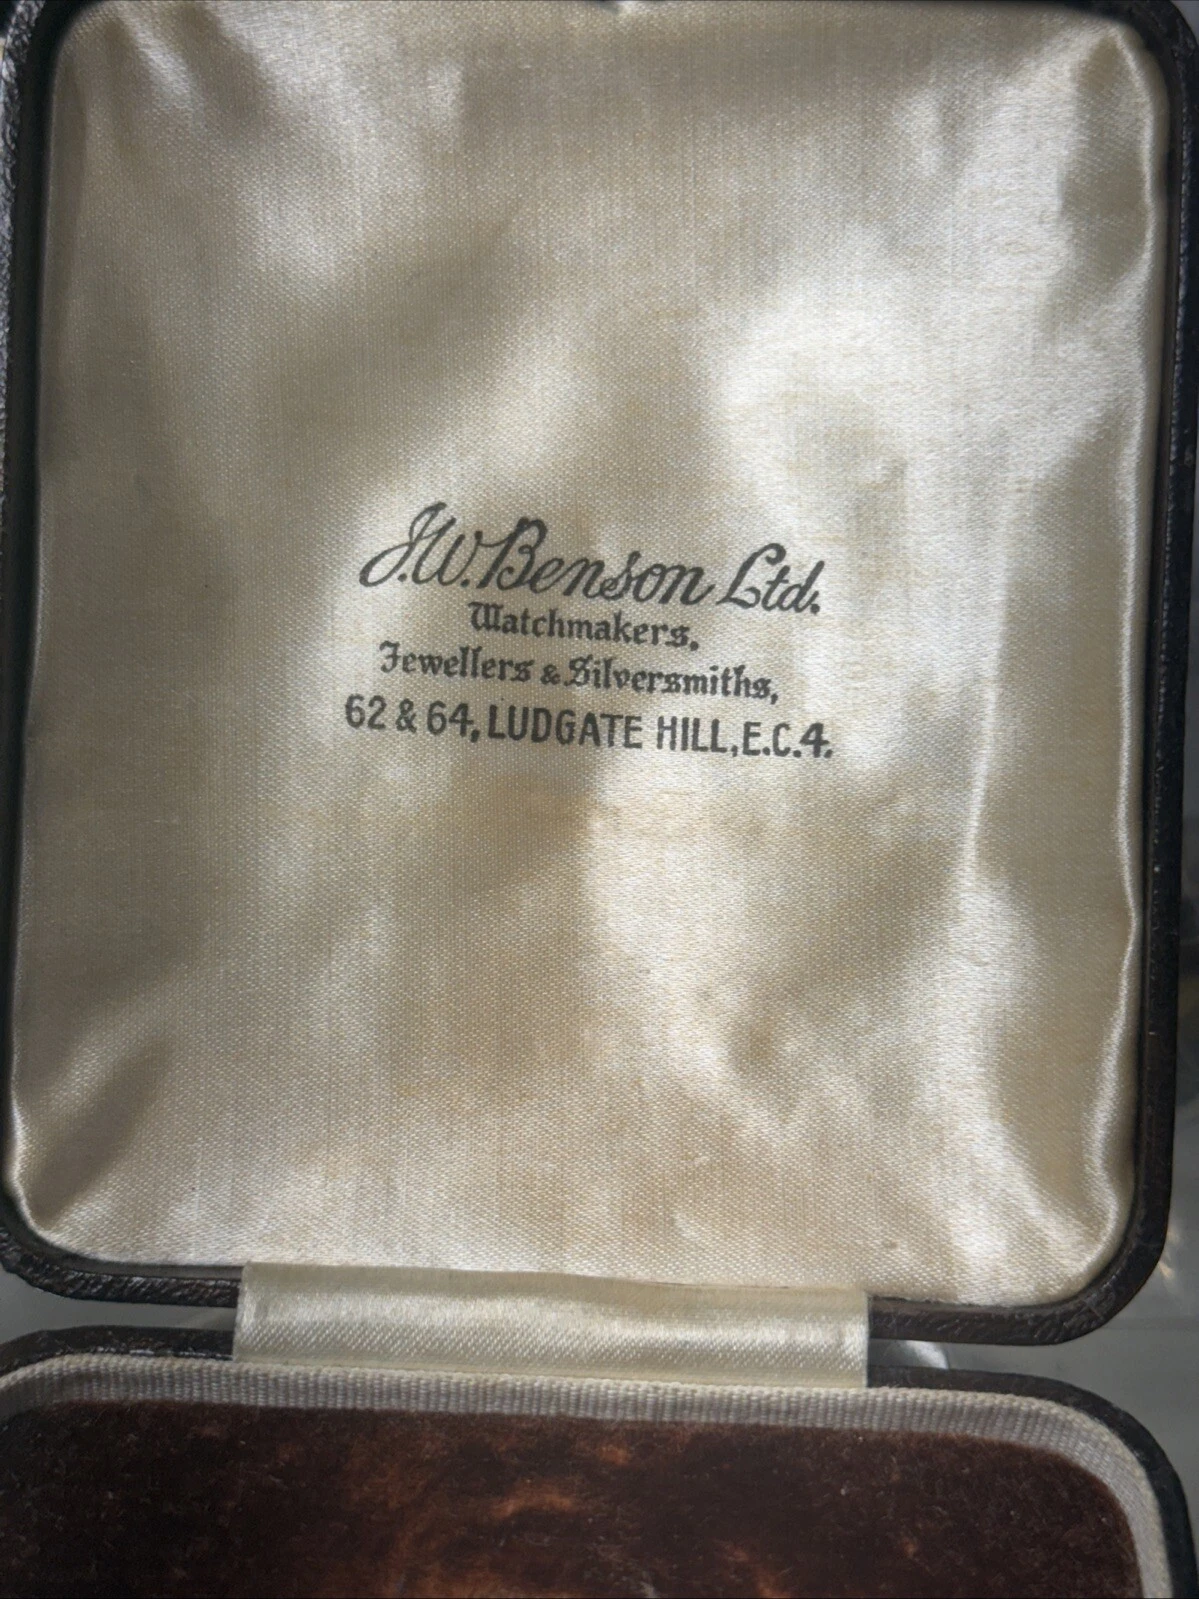 J.W. Benson Ltd.
Watchmakers,
Jewellers & Silversmiths,
62 & 64, LUDGATE HILL, E.C.4.